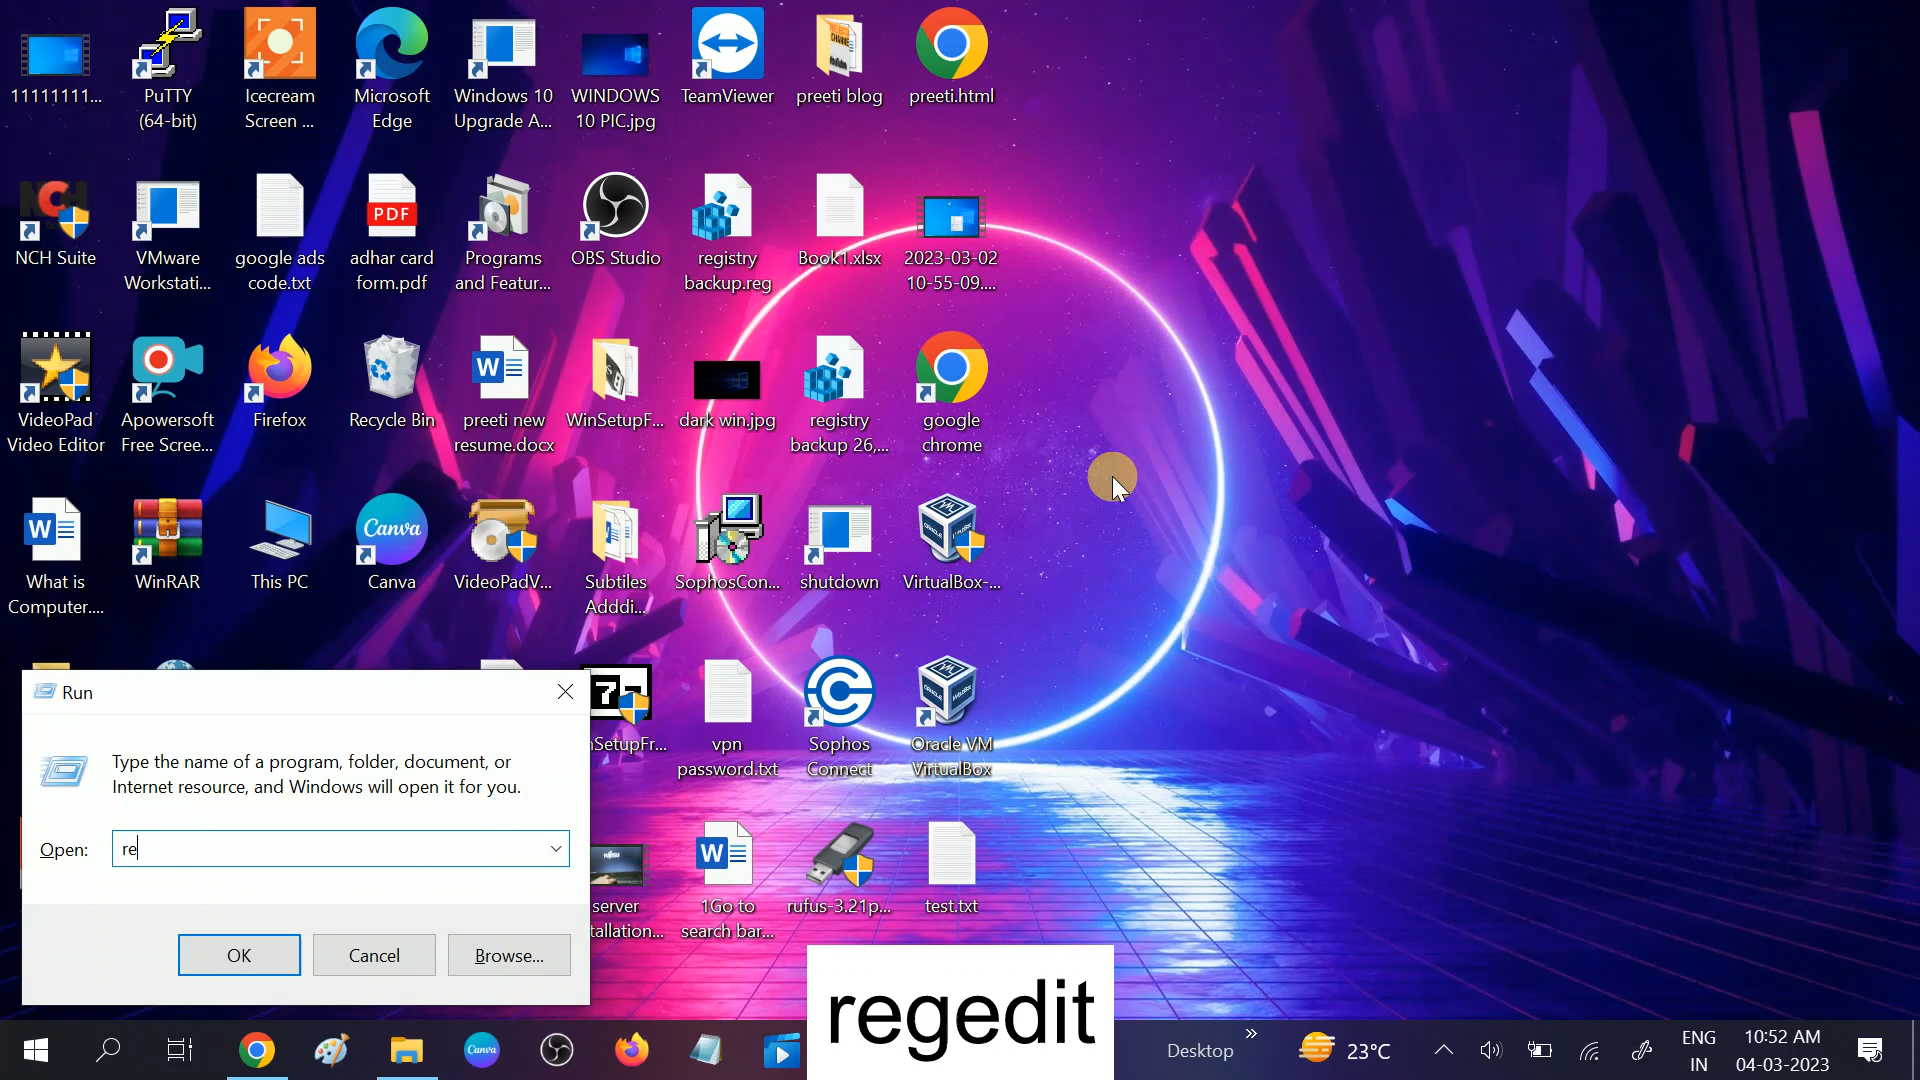 11111111...
PuTTY
(64-bit)
Icecream
Screen ...
Microsoft
Edge
Windows 10
Upgrade A...
WINDOWS
10 PIC.jpg
TeamViewer
preeti blog
preeti.html
NCH Suite
VMware
Workstati...
google ads
code.txt
PDF
adhar card
form.pdf
Programs
and Featur...
OBS Studio
registry
backup.reg
Book1.xlsx
2023-03-02
10-55-09....
VideoPad
Video Editor
Apowersoft
Free Scree...
Firefox
Recycle Bin
preeti new
resume.docx
WinSetupF...
dark win.jpg
registry
backup 26,...
google
chrome
What is
Computer....
WinRAR
This PC
Canva
Canva
VideoPadV...
Subtiles
Adddi...
SophosCon...
shutdown
VirtualBox-...
nSetupFr...
vpn
password.txt
Sophos
Connect
Oracle VM
VirtualBox
server
tallation...
1Go to
search bar...
rufus-3.21p...
test.txt
Run
Type the name of a program, folder, document, or
Internet resource, and Windows will open it for you.
Open:
re
OK
Cancel
Browse...
regedit
Canva
Desktop
23°C
ENG
IN
10:52 AM
04-03-2023